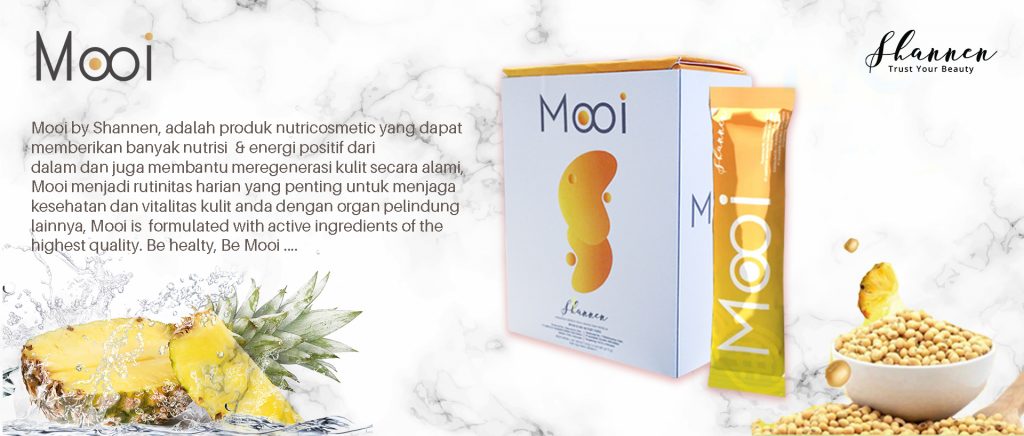 Mooi
Shannen
Trust Your Beauty
Mooi by Shannen, adalah produk nutricosmetic yang dapat
memberikan banyak nutrisi & energi positif dari
dalam dan juga membantu meregenerasi kulit secara alami,
Mooi menjadi rutinitas harian yang penting untuk menjaga
kesehatan dan vitalitas kulit anda dengan organ pelindung
lainnya, Mooi is formulated with active ingredients of the
highest quality. Be healty, Be Mooi ....
Mooi
Shannen
M
Shannen
Mooi